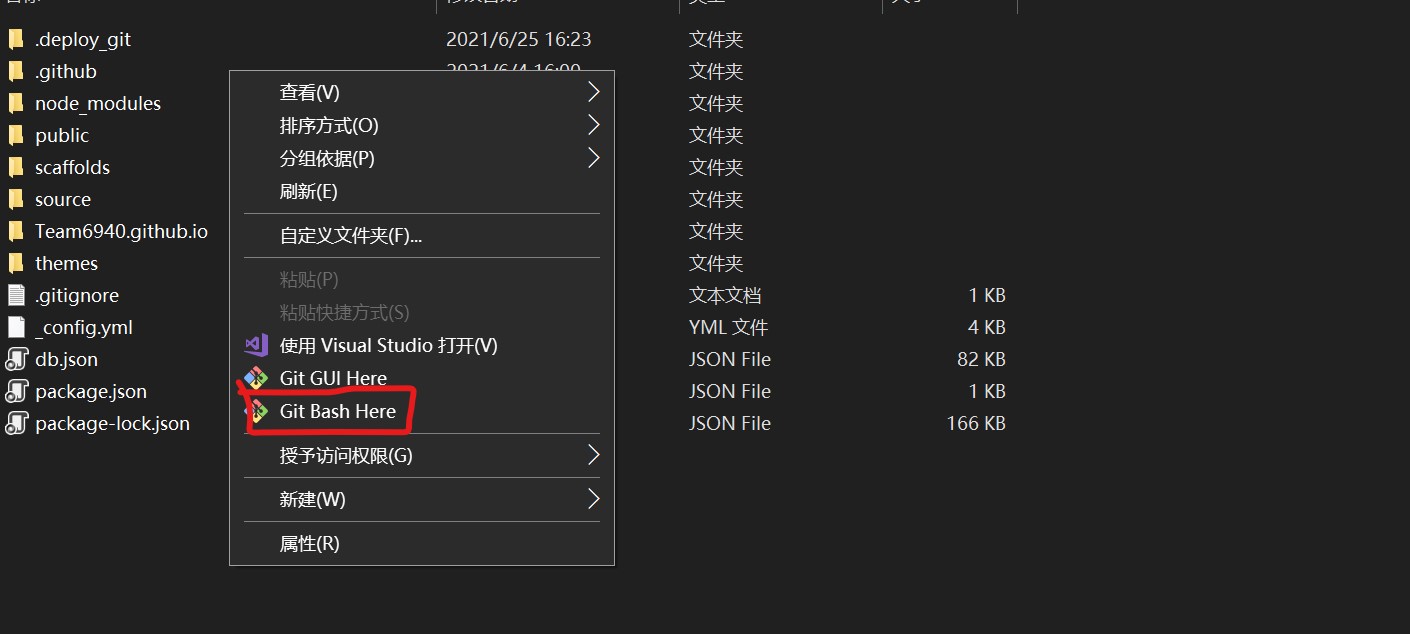 .deploy_git 2021/6/25 16:23 文件夹
.github 2021/6/4 16:00 文件夹
node_modules 文件夹
public 文件夹
scaffolds 文件夹
source 文件夹
Team6940.github.io 文件夹
themes 文件夹
.gitignore 文本文档 1 KB
_config.yml YML 文件 4 KB
db.json JSON File 82 KB
package.json JSON File 1 KB
package-lock.json JSON File 166 KB
查看(V)
排序方式(O)
分组依据(P)
刷新(E)
自定义文件夹(F)...
粘贴(P)
粘贴快捷方式(S)
使用 Visual Studio 打开(V)
Git GUI Here
Git Bash Here
授予访问权限(G)
新建(W)
属性(R)